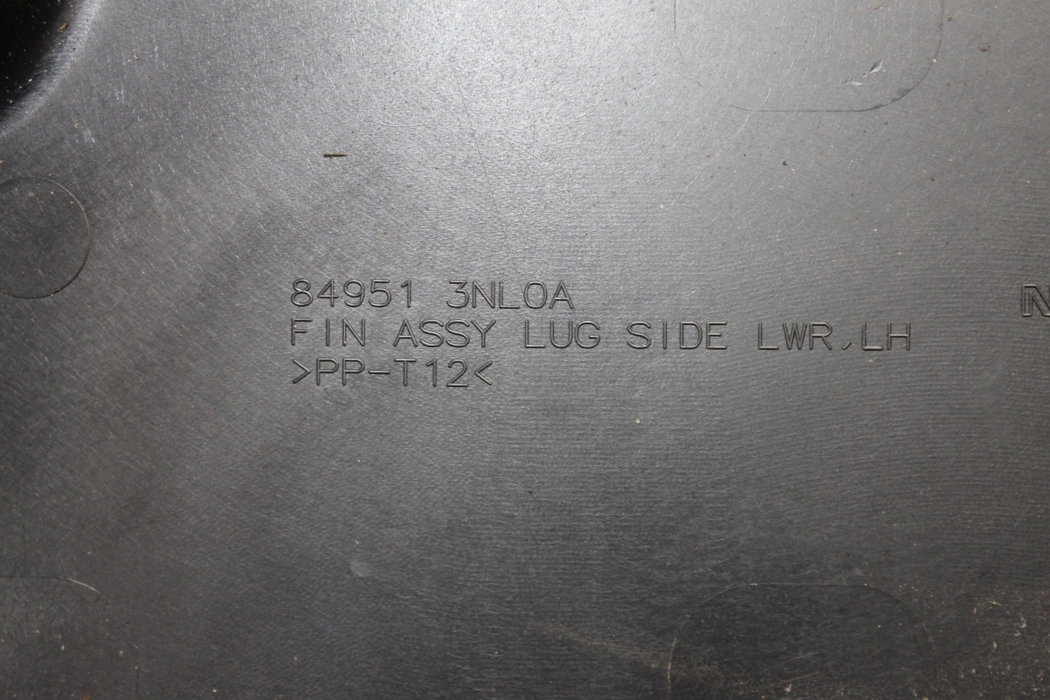 84951 3NL0A
FIN ASSY LUG SIDE LWR,LH
>PP-T12<